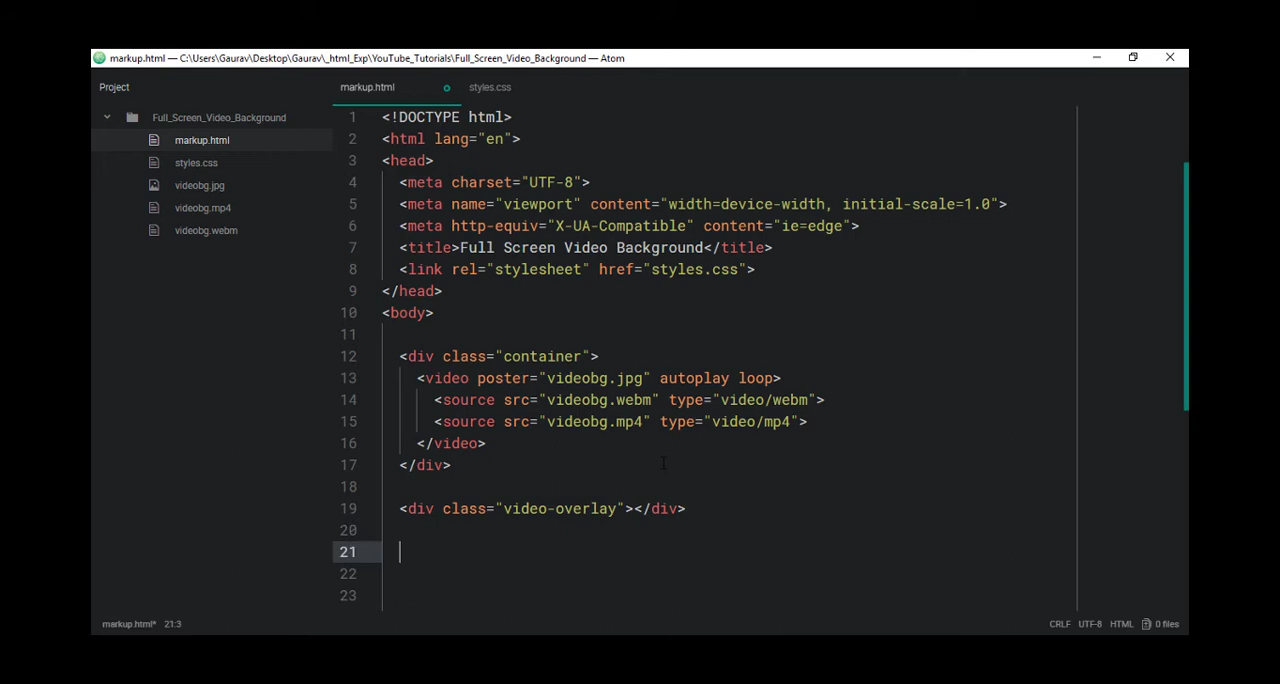 markup.html — C:\Users\Gaurav\Desktop\Gaurav\_html_Exp\YouTube_Tutorials\Full_Screen_Video_Background — Atom
Project
markup.html
styles.css
Full_Screen_Video_Background
markup.html
styles.css
videobg.jpg
videobg.mp4
videobg.webm
1 <!DOCTYPE html>
2 <html lang="en">
3 <head>
4 <meta charset="UTF-8">
5 <meta name="viewport" content="width=device-width, initial-scale=1.0">
6 <meta http-equiv="X-UA-Compatible" content="ie=edge">
7 <title>Full Screen Video Background</title>
8 <link rel="stylesheet" href="styles.css">
9 </head>
10 <body>
11
12 <div class="container">
13 <video poster="videobg.jpg" autoplay loop>
14 <source src="videobg.webm" type="video/webm">
15 <source src="videobg.mp4" type="video/mp4">
16 </video>
17 </div>
18
19 <div class="video-overlay"></div>
20
21
22
23
markup.html* 21:3
CRLF UTF-8 HTML 0 files